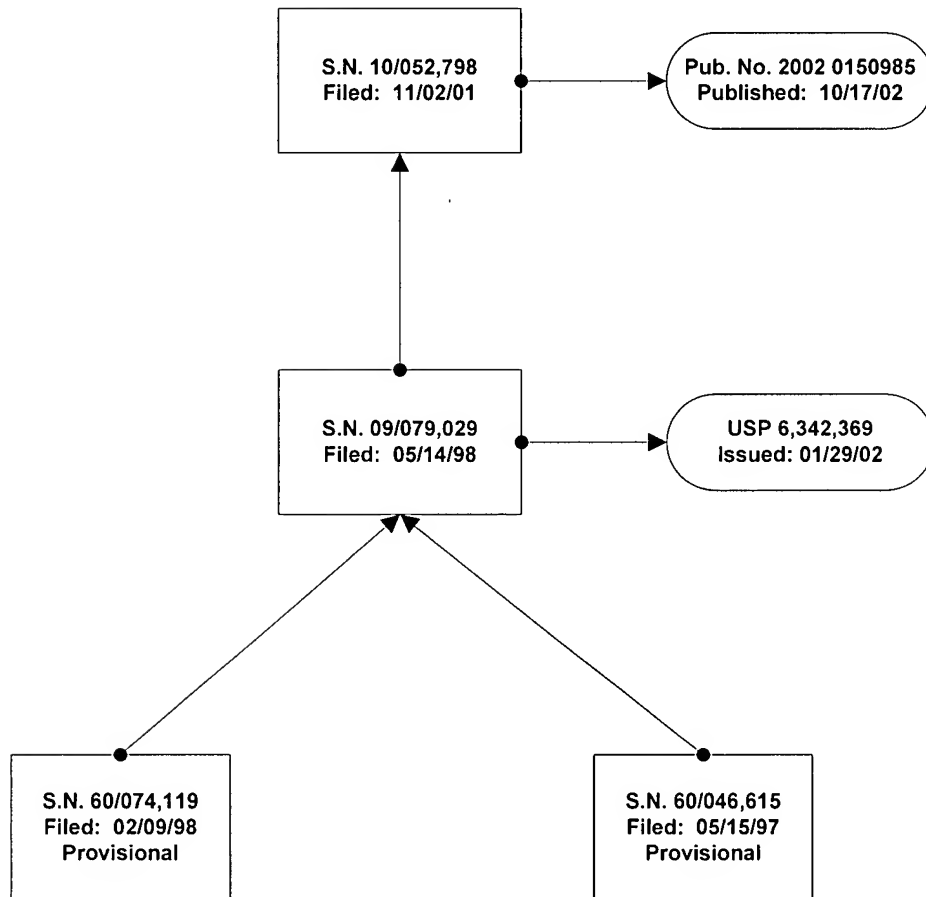 S.N. 10/052,798
Filed: 11/02/01
Pub. No. 2002 0150985
Published: 10/17/02
S.N. 09/079,029
Filed: 05/14/98
USP 6,342,369
Issued: 01/29/02
S.N. 60/074,119
Filed: 02/09/98
Provisional
S.N. 60/046,615
Filed: 05/15/97
Provisional